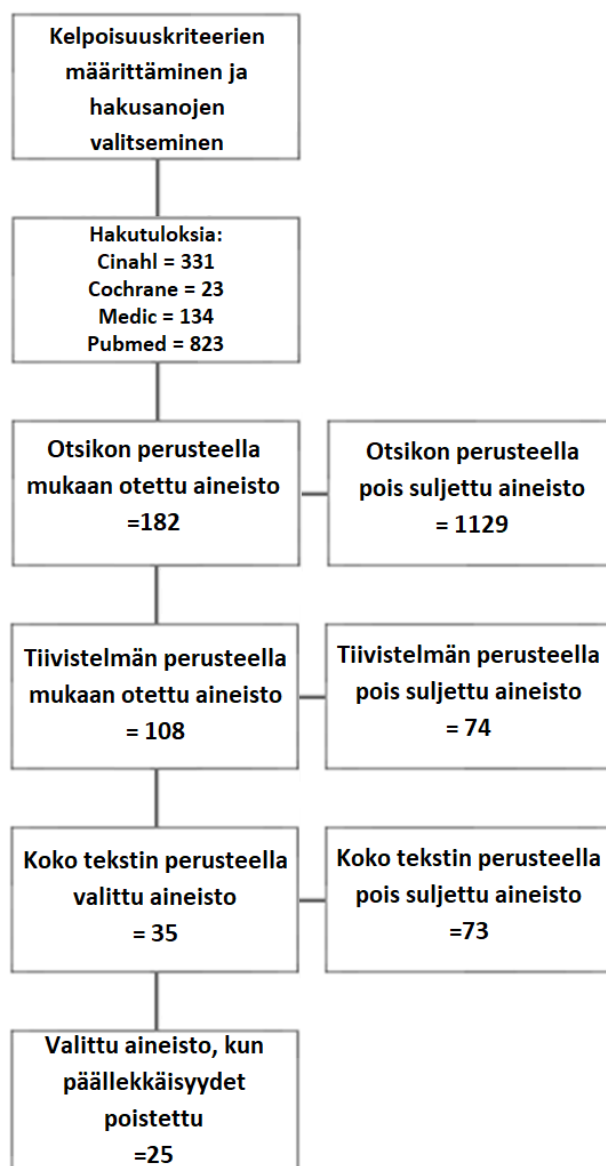 Kelpoisuuskriteerien
määrittäminen ja
hakusanojen
valitseminen
Hakutuloksia:
Cinahl = 331
Cochrane = 23
Medic = 134
Pubmed = 823
Otsikon perusteella
mukaan otettu aineisto
=182
Otsikon perusteella
pois suljettu aineisto
= 1129
Tiivistelmän perusteella
mukaan otettu aineisto
= 108
Tiivistelmän perusteella
pois suljettu aineisto
= 74
Koko tekstin perusteella
valittu aineisto
= 35
Koko tekstin perusteella
pois suljettu aineisto
=73
Valittu aineisto, kun
päällekkäisyydet
poistettu
=25